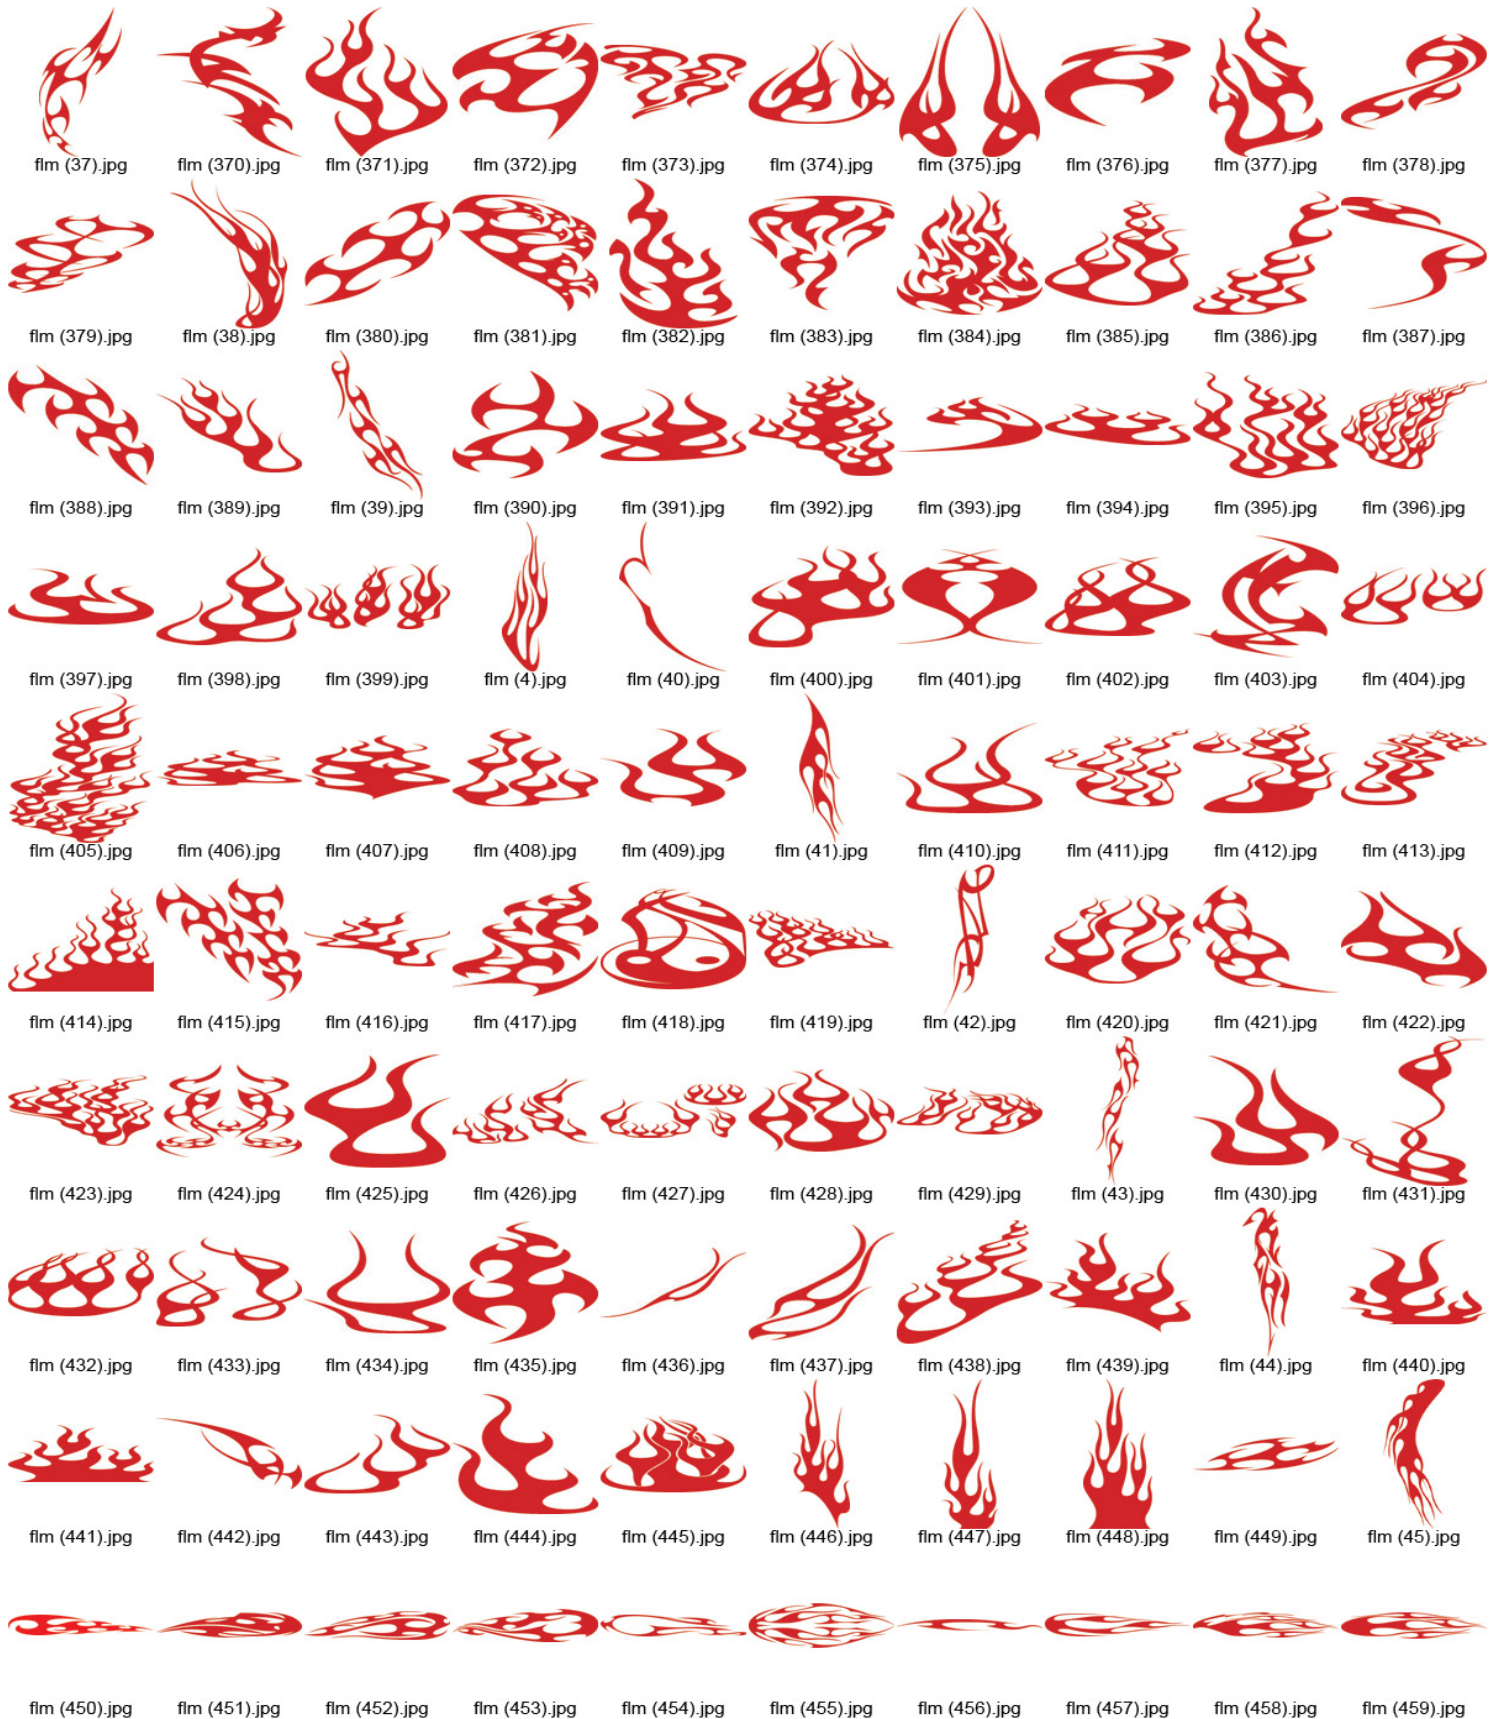 flm (37).jpg flm (370).jpg flm (371).jpg flm (372).jpg flm (373).jpg flm (374).jpg flm (375).jpg flm (376).jpg flm (377).jpg flm (378).jpg
flm (379).jpg flm (38).jpg flm (380).jpg flm (381).jpg flm (382).jpg flm (383).jpg flm (384).jpg flm (385).jpg flm (386).jpg flm (387).jpg
flm (388).jpg flm (389).jpg flm (39).jpg flm (390).jpg flm (391).jpg flm (392).jpg flm (393).jpg flm (394).jpg flm (395).jpg flm (396).jpg
flm (397).jpg flm (398).jpg flm (399).jpg flm (4).jpg flm (40).jpg flm (400).jpg flm (401).jpg flm (402).jpg flm (403).jpg flm (404).jpg
flm (405).jpg flm (406).jpg flm (407).jpg flm (408).jpg flm (409).jpg flm (41).jpg flm (410).jpg flm (411).jpg flm (412).jpg flm (413).jpg
flm (414).jpg flm (415).jpg flm (416).jpg flm (417).jpg flm (418).jpg flm (419).jpg flm (42).jpg flm (420).jpg flm (421).jpg flm (422).jpg
flm (423).jpg flm (424).jpg flm (425).jpg flm (426).jpg flm (427).jpg flm (428).jpg flm (429).jpg flm (43).jpg flm (430).jpg flm (431).jpg
flm (432).jpg flm (433).jpg flm (434).jpg flm (435).jpg flm (436).jpg flm (437).jpg flm (438).jpg flm (439).jpg flm (44).jpg flm (440).jpg
flm (441).jpg flm (442).jpg flm (443).jpg flm (444).jpg flm (445).jpg flm (446).jpg flm (447).jpg flm (448).jpg flm (449).jpg flm (45).jpg
flm (450).jpg flm (451).jpg flm (452).jpg flm (453).jpg flm (454).jpg flm (455).jpg flm (456).jpg flm (457).jpg flm (458).jpg flm (459).jpg